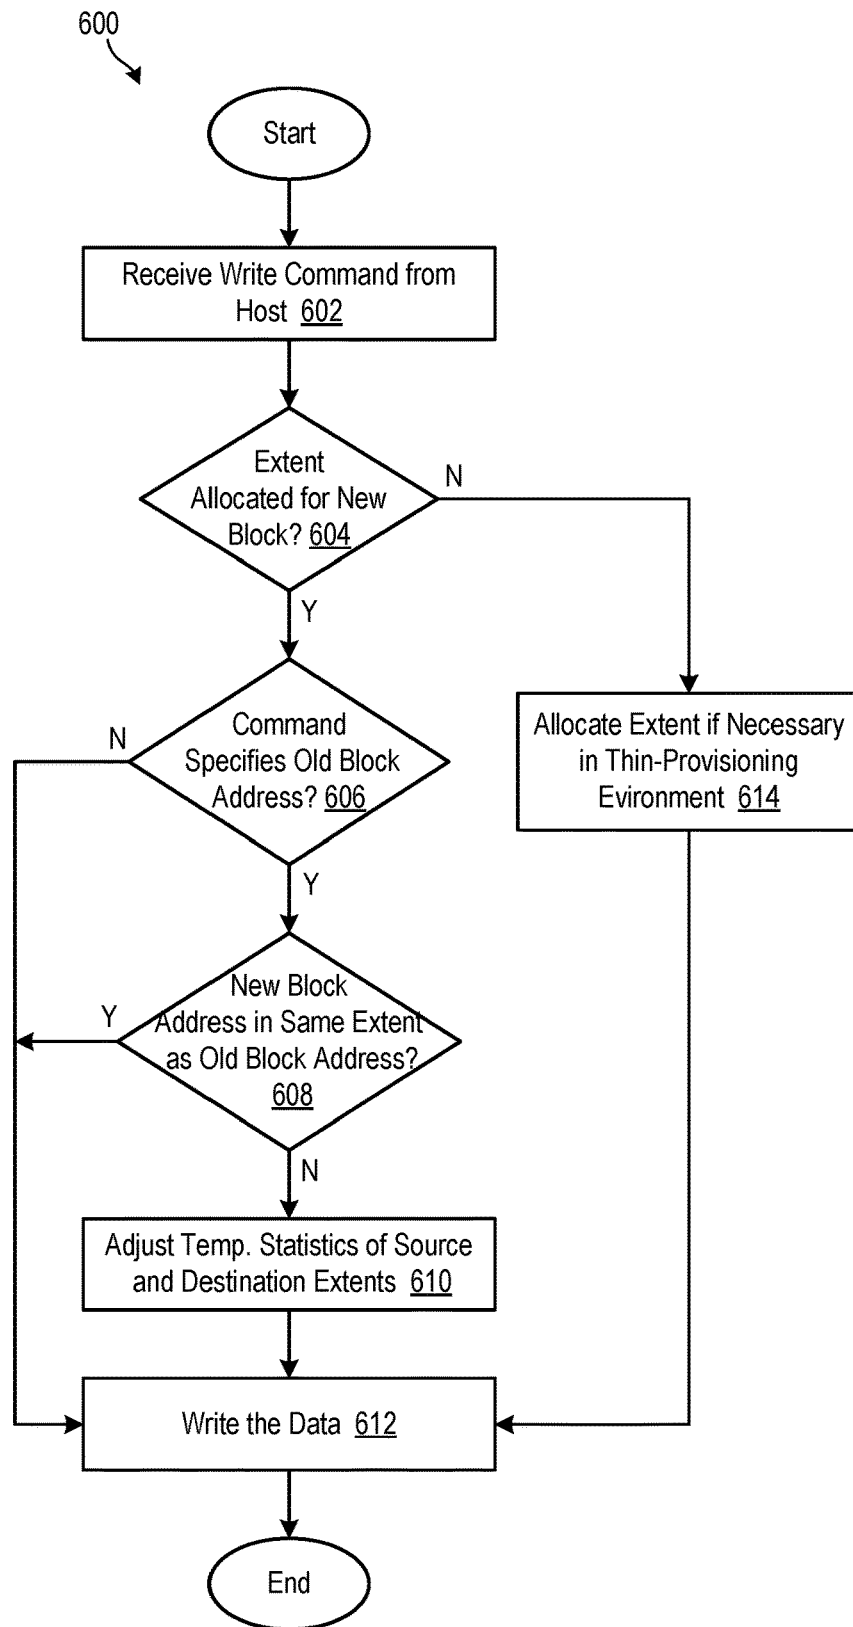 600
Start
Receive Write Command from
Host 602
Extent
Allocated for New
Block? 604
N
Y
Command
Specifies Old Block
Address? 606
N
Allocate Extent if Necessary
in Thin-Provisioning
Evironment 614
Y
New Block
Address in Same Extent
as Old Block Address?
608
Y
N
Adjust Temp. Statistics of Source
and Destination Extents 610
Write the Data 612
End